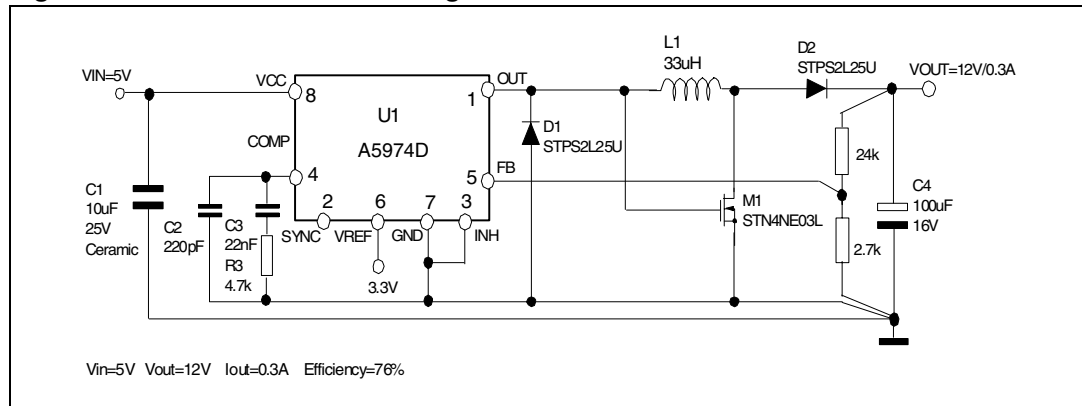 L1
33uH
D2
STPS2L25U
VIN=5V
VOUT=12V/0.3A
VCC
OUT
8
1
U1
A5974D
D1
STPS2L25U
24k
COMP
FB
4
5
C1
10uF
25V
Ceramic
C2
220pF
C3
22nF
R3
4.7k
2
6
7
3
SYNC
VREF
GND
INH
3.3V
M1
STN4NE03L
C4
100uF
16V
2.7k
Vin=5V Vout=12V Iout=0.3A Efficiency=76%